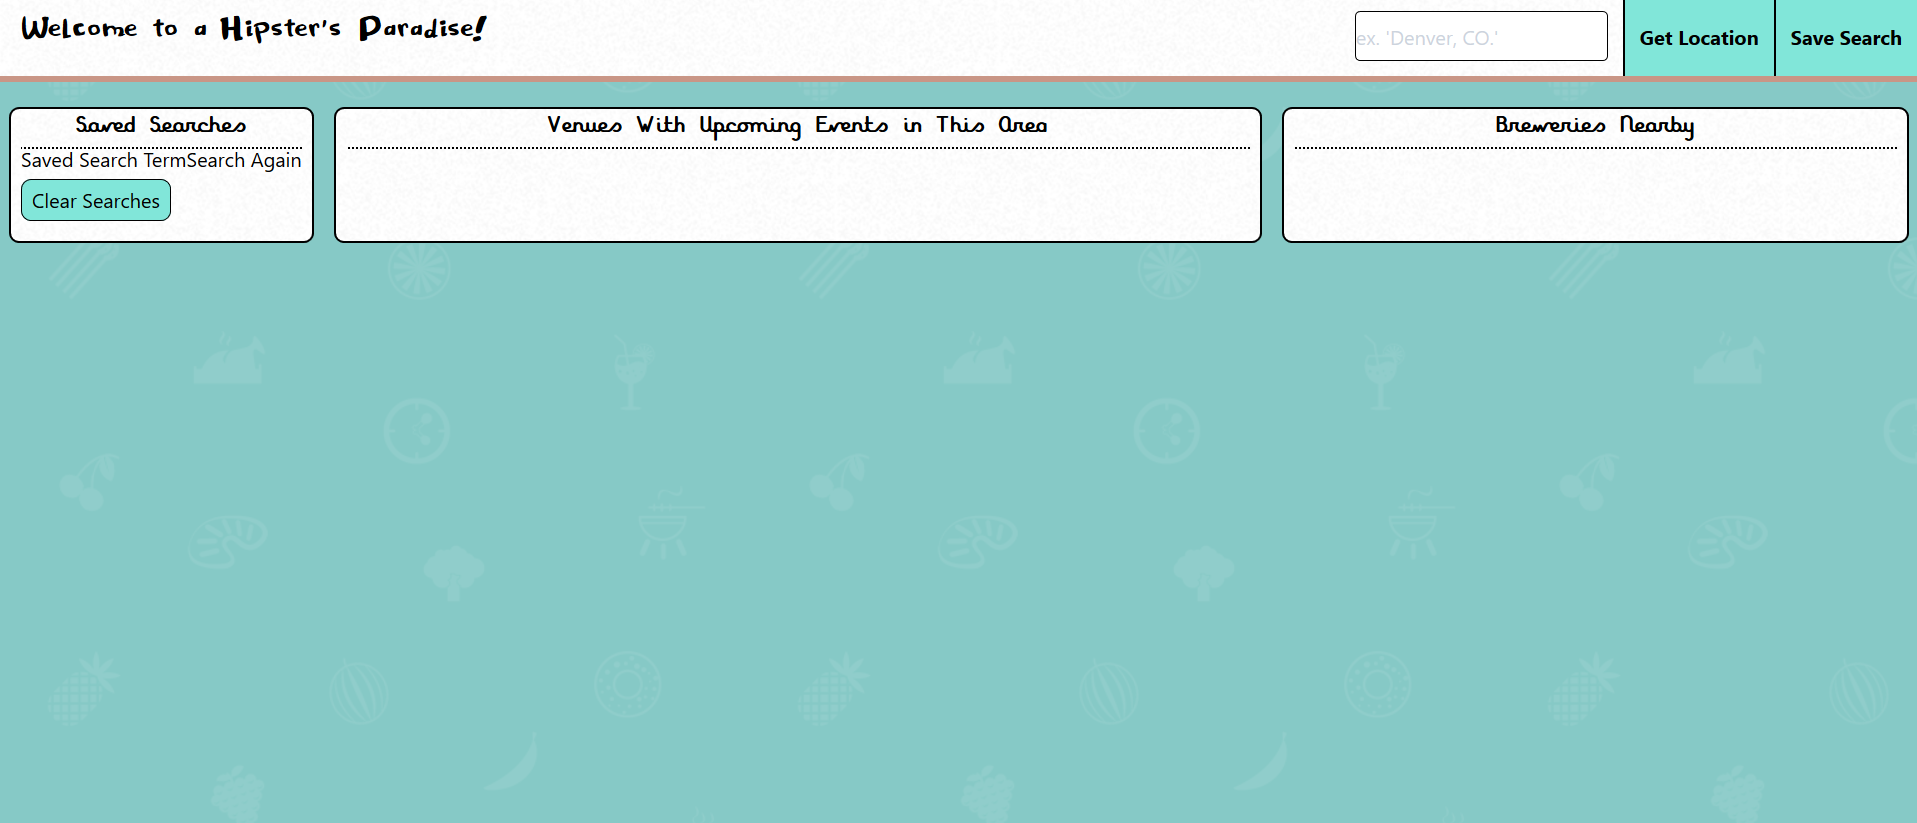 Welcome to a Hipster's Paradise!
ex. 'Denver, CO.'
Get Location
Save Search
Saved Searches
Saved Search TermSearch Again
Clear Searches
Venues With Upcoming Events in This Area
Breweries Nearby